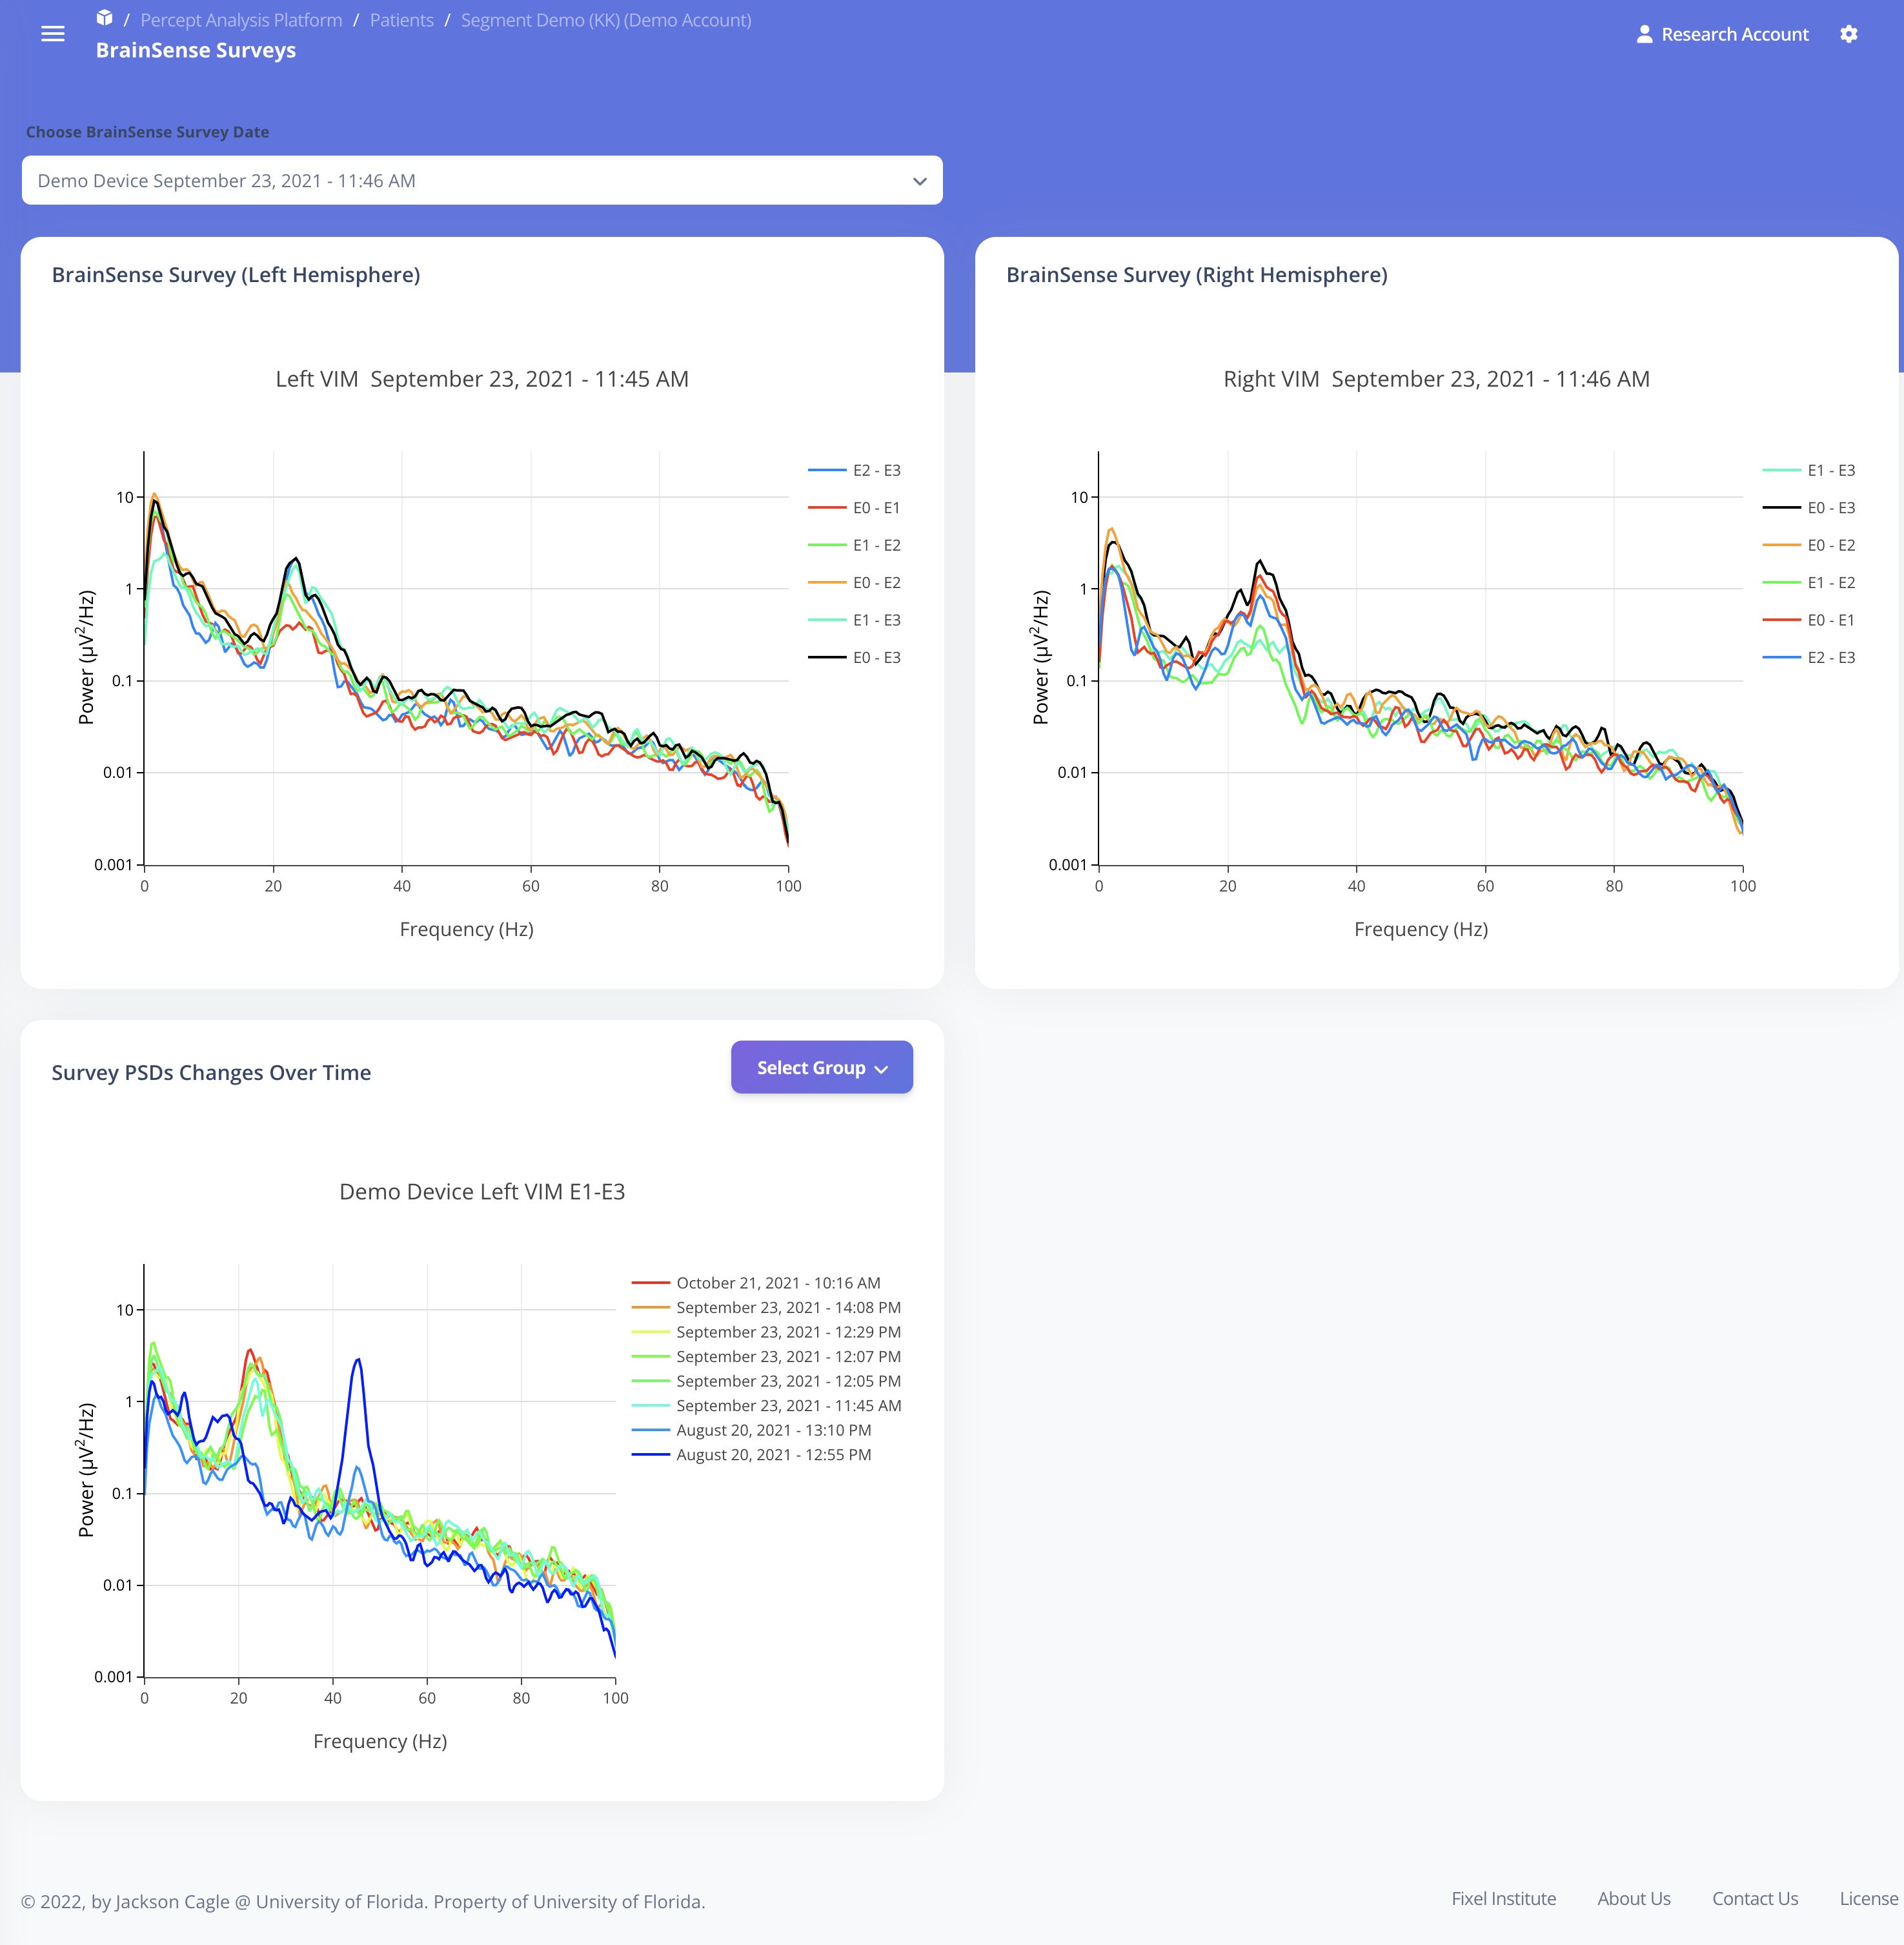 / Percept Analysis Platform / Patients / Segment Demo (KK) (Demo Account)
BrainSense Surveys
Research Account
Choose BrainSense Survey Date
Demo Device September 23, 2021 - 11:46 AM
BrainSense Survey (Left Hemisphere)
Left VIM  September 23, 2021 - 11:45 AM
Power (µV²/Hz)
10
1
0.1
0.01
0.001
0 20 40 60 80 100
Frequency (Hz)
E2 - E3
E0 - E1
E1 - E2
E0 - E2
E1 - E3
E0 - E3
BrainSense Survey (Right Hemisphere)
Right VIM  September 23, 2021 - 11:46 AM
Power (µV²/Hz)
10
1
0.1
0.01
0.001
0 20 40 60 80 100
Frequency (Hz)
E1 - E3
E0 - E3
E0 - E2
E1 - E2
E0 - E1
E2 - E3
Survey PSDs Changes Over Time
Select Group
Demo Device Left VIM E1-E3
Power (µV²/Hz)
10
1
0.1
0.01
0.001
0 20 40 60 80 100
Frequency (Hz)
October 21, 2021 - 10:16 AM
September 23, 2021 - 14:08 PM
September 23, 2021 - 12:29 PM
September 23, 2021 - 12:07 PM
September 23, 2021 - 12:05 PM
September 23, 2021 - 11:45 AM
August 20, 2021 - 13:10 PM
August 20, 2021 - 12:55 PM
© 2022, by Jackson Cagle @ University of Florida. Property of University of Florida.
Fixel Institute About Us Contact Us License